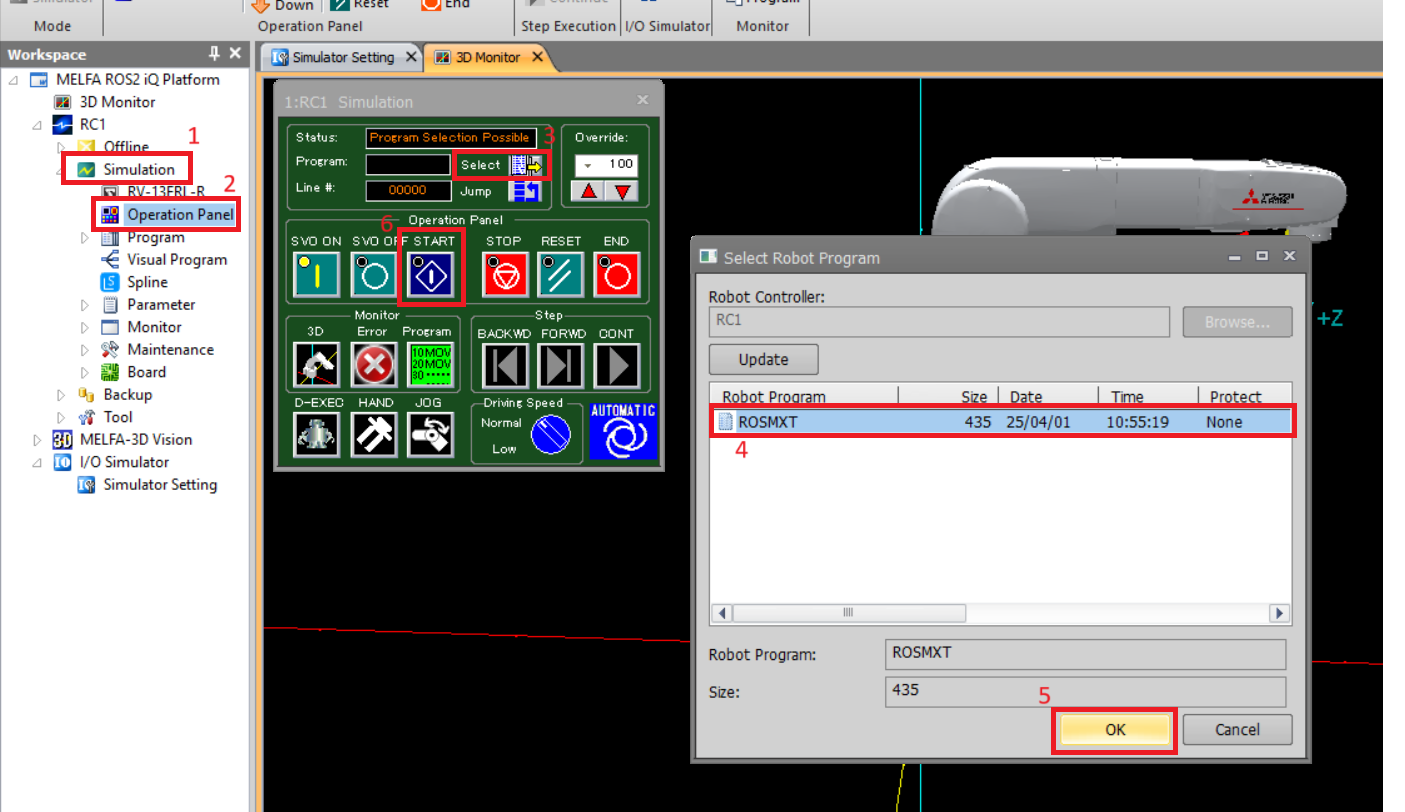 Simulator
Down
Reset
End
Continue
Program
Mode
Operation Panel
Step Execution
I/O Simulator
Monitor
Workspace
MELFA ROS2 iQ Platform
3D Monitor
RC1
1
Offline
Simulation
2
RV-13FRL-R
Operation Panel
Program
Visual Program
Spline
Parameter
Monitor
Maintenance
Board
Backup
Tool
MELFA-3D Vision
I/O Simulator
Simulator Setting
Simulator Setting
3D Monitor
1:RC1 Simulation
Status: Program Selection Possible 3
Override:
Program: Select
100
Line #: 00000 Jump
6
Operation Panel
SVO ON SVO OFF START STOP RESET END
Monitor
Step
3D Error Program
BACKWD FORWD CONT
10MOV
20MOV
30
D-EXEC HAND JOG
Driving Speed
Normal
Low
AUTOMATIC
+Z
Select Robot Program
Robot Controller:
RC1 Browse...
Update
Robot Program Size Date Time Protect
ROSMXT 435 25/04/01 10:55:19 None
4
Robot Program: ROSMXT
Size: 435
5
OK Cancel